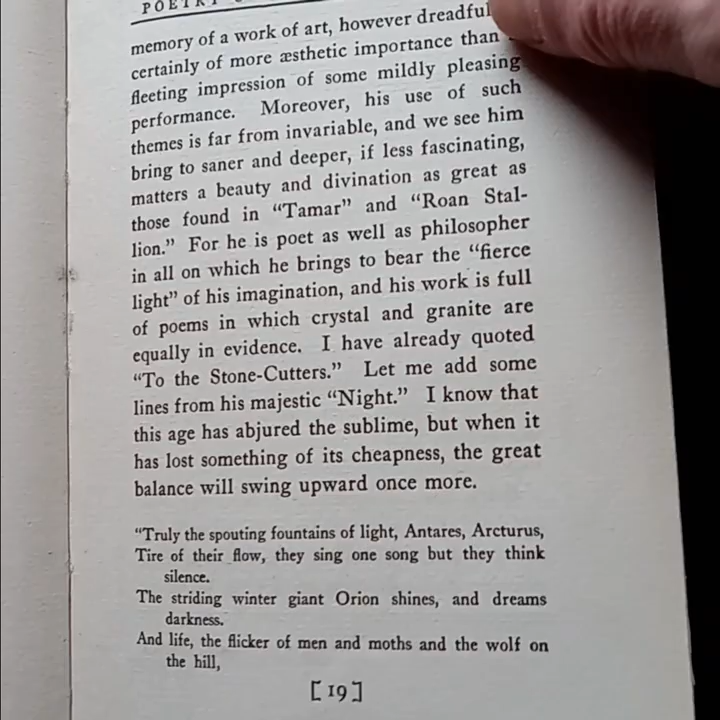 POETRY
memory of a work of art, however dreadful
certainly of more æsthetic importance than
fleeting impression of some mildly pleasing
performance. Moreover, his use of such
themes is far from invariable, and we see him
bring to saner and deeper, if less fascinating,
matters a beauty and divination as great as
those found in “Tamar” and “Roan Stal-
lion.” For he is poet as well as philosopher
in all on which he brings to bear the “fierce
light” of his imagination, and his work is full
of poems in which crystal and granite are
equally in evidence. I have already quoted
“To the Stone-Cutters.” Let me add some
lines from his majestic “Night.” I know that
this age has abjured the sublime, but when it
has lost something of its cheapness, the great
balance will swing upward once more.
“Truly the spouting fountains of light, Antares, Arcturus,
Tire of their flow, they sing one song but they think
silence.
The striding winter giant Orion shines, and dreams
darkness.
And life, the flicker of men and moths and the wolf on
the hill,
[19]